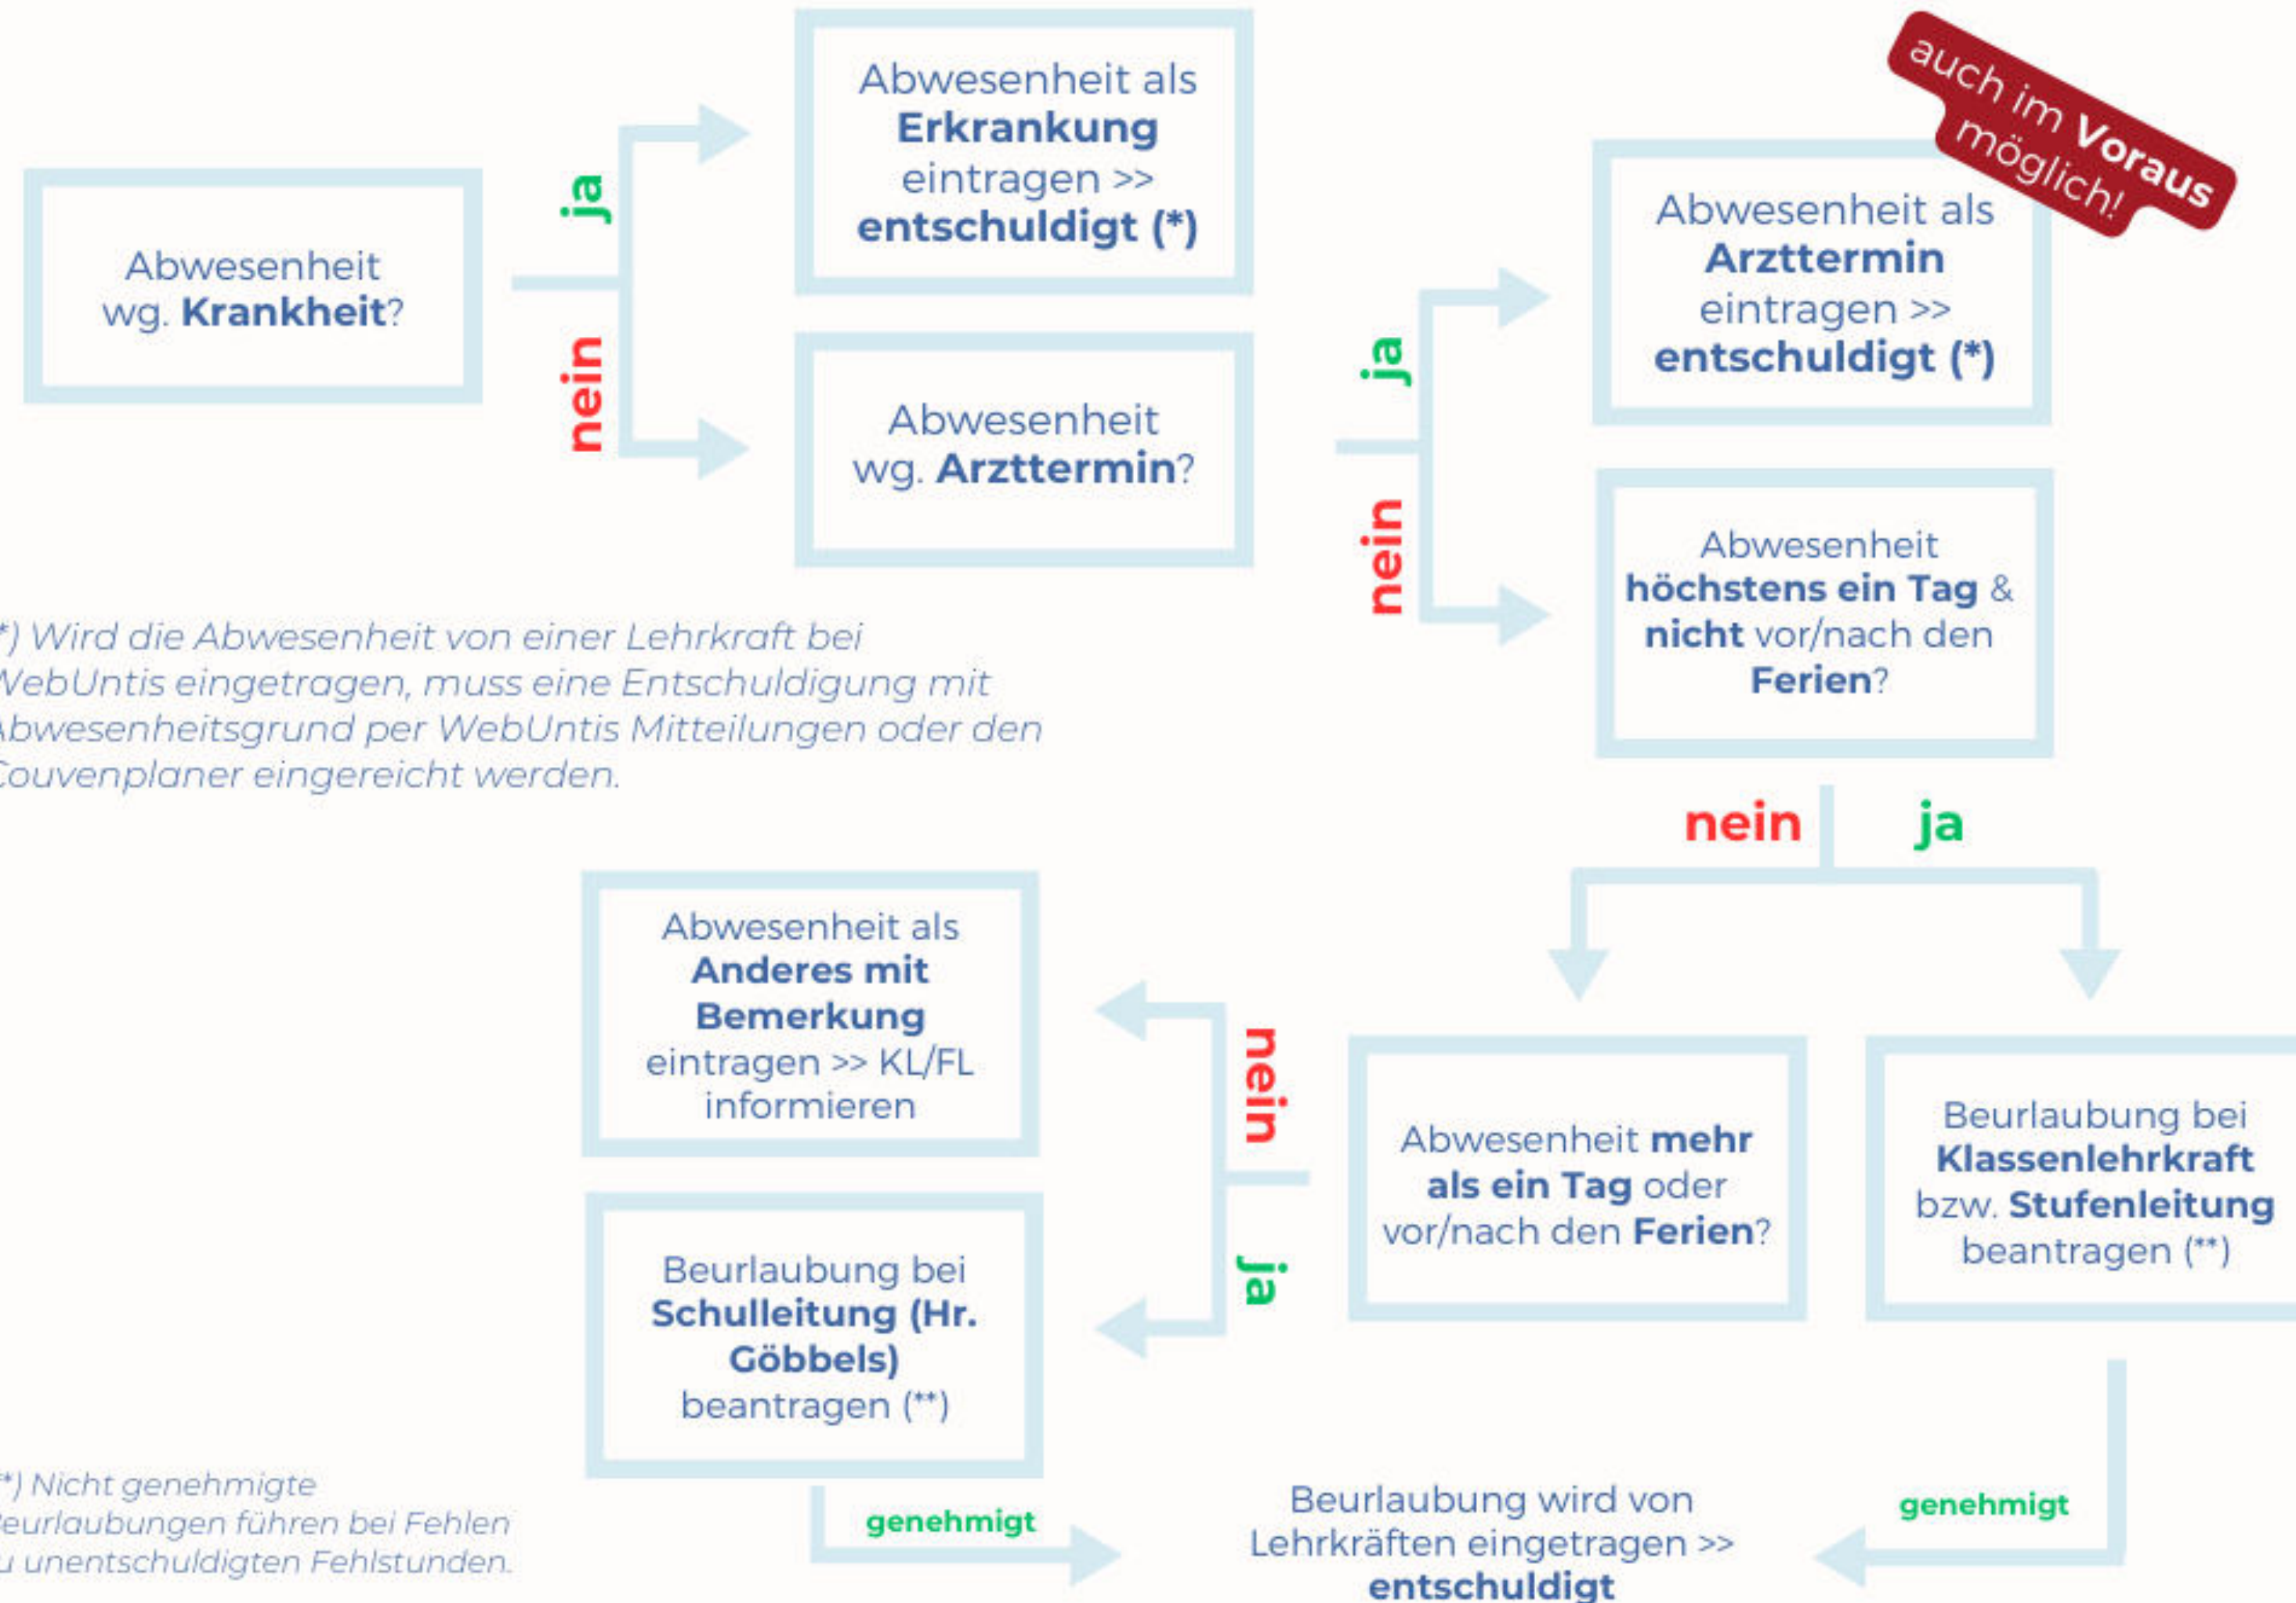 Abwesenheit
wg. Krankheit?
ja
nein
Abwesenheit als
Erkrankung
eintragen >>
entschuldigt (*)
Abwesenheit
wg. Arzttermin?
ja
nein
auch im Voraus
möglich!
Abwesenheit als
Arzttermin
eintragen >>
entschuldigt (*)
Abwesenheit
höchstens ein Tag &
nicht vor/nach den
Ferien?
*) Wird die Abwesenheit von einer Lehrkraft bei
WebUntis eingetragen, muss eine Entschuldigung mit
Abwesenheitsgrund per WebUntis Mitteilungen oder den
Couvenplaner eingereicht werden.
nein
ja
Abwesenheit als
Anderes mit
Bemerkung
eintragen >> KL/FL
informieren
nein
ja
Abwesenheit mehr
als ein Tag oder
vor/nach den Ferien?
Beurlaubung bei
Klassenlehrkraft
bzw. Stufenleitung
beantragen (**)
Beurlaubung bei
Schulleitung (Hr.
Göbbels)
beantragen (**)
**) Nicht genehmigte
Beurlaubungen führen bei Fehlen
zu unentschuldigten Fehlstunden.
genehmigt
Beurlaubung wird von
Lehrkräften eingetragen >>
entschuldigt
genehmigt